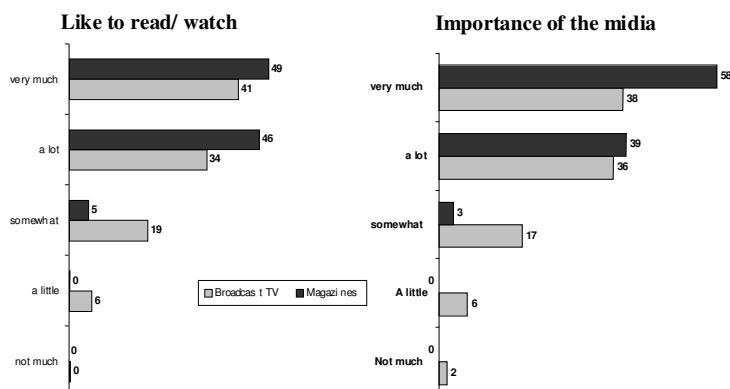 Like to read/ watch
very much
49
41
a lot
46
34
somewhat
5
19
a little
0
6
not much
0
0
Broadcas t TV Magazi nes
Importance of the midia
very much
58
38
a lot
39
36
somewhat
3
17
A little
0
6
Not much
0
2